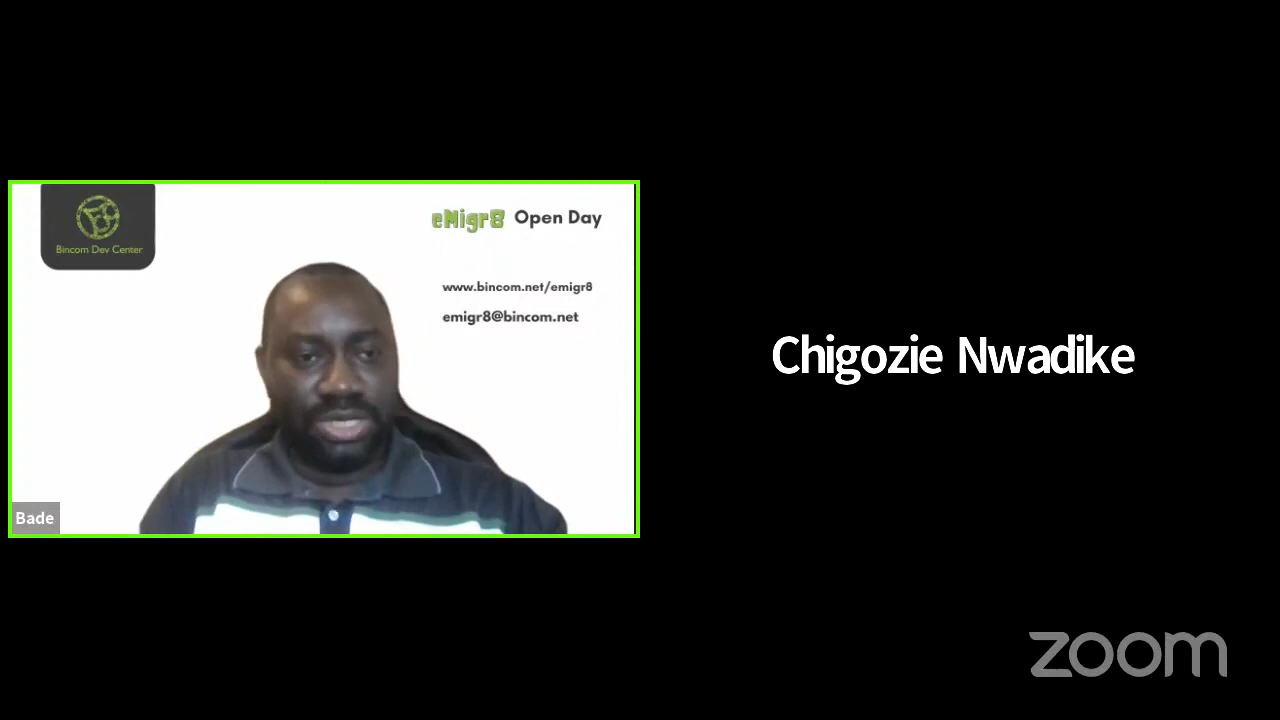 Bincom Dev Center
eMigr8 Open Day
www.bincom.net/emigr8
emigr8@bincom.net
Bade
Chigozie Nwadike
zoom